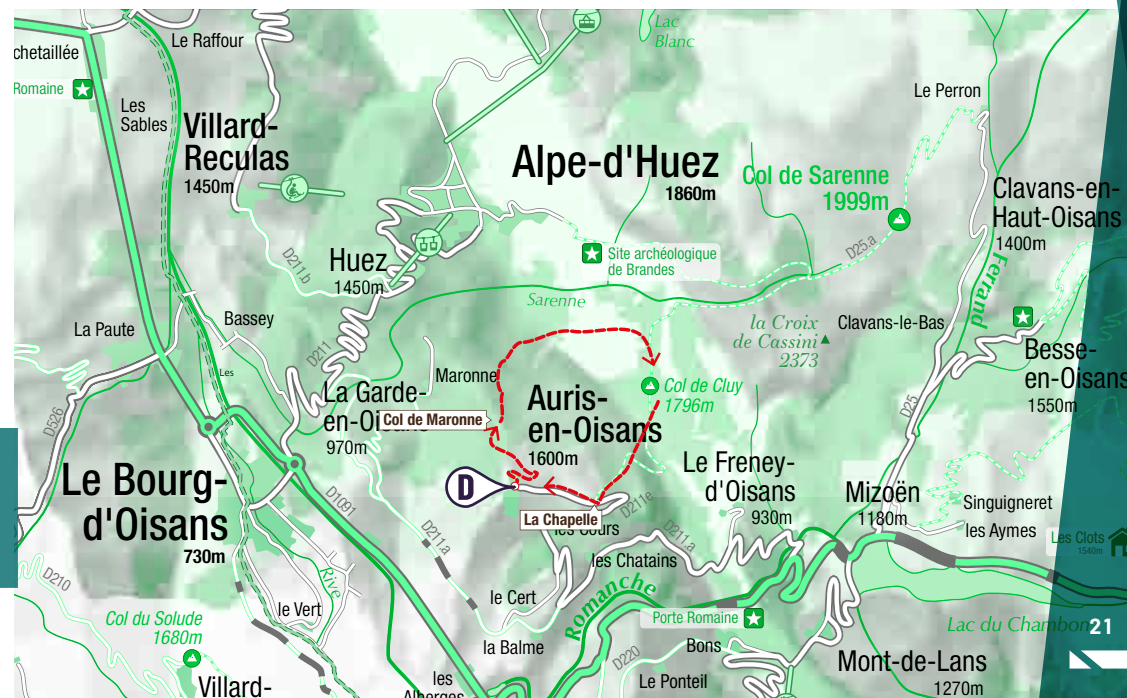 Le Raffour
chetaillée
Romaine
Les
Sables
Villard-
Reculas
1450m
Lac
Blanc
Alpe-d'Huez
1860m
Le Perron
Col de Sarenne
1999m
Clavans-en-
Haut-Oisans
1400m
D25.a
D211.b
Huez
1450m
Site archéologique
de Brandes
Sarenne
Ferrand
La Paute
Bassey
D211
Les
la Croix
de Cassini
2373
Clavans-le-Bas
Besse-
en-Oisans
1550m
D526
Maronne
La Garde-
en-Oi
970m
Col de Maronne
Auris-
en-Oisans
1600m
Col de Cluy
1796m
D25
Le Bourg-
d'Oisans
730m
D1091
D
La Chapelle
les Cours
D211e
Le Freney-
d'Oisans
930m
Mizoën
1180m
Singuigneret
les Aymes
Les Clots
1540m
D211.a
les Chatains
D211.a
D210
Rive
le Vert
le Cert
Romanche
Col du Solude
1680m
la Balme
Porte Romaine
Lac du Chambon
21
Bons
D220
Villard-
les
Alberges
Le Ponteil
Mont-de-Lans
1270m